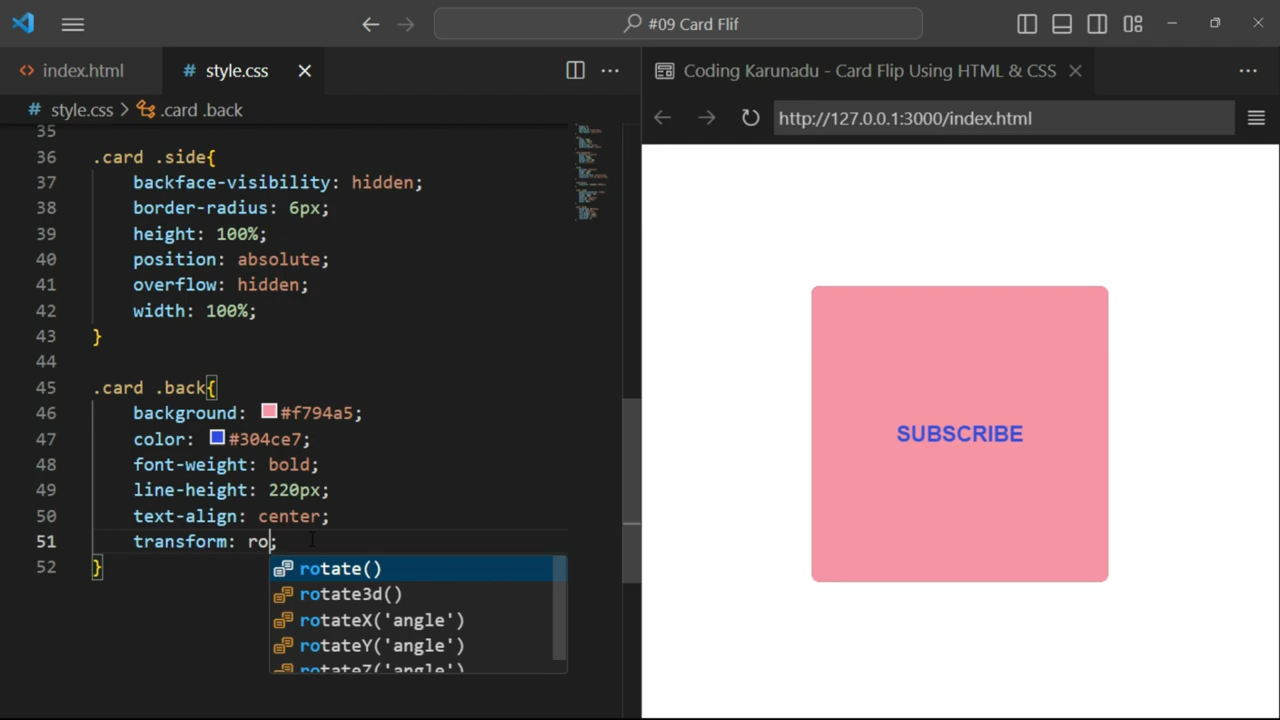 #09 Card Flif
index.html
# style.css
Coding Karunadu - Card Flip Using HTML & CSS
# style.css > .card .back
http://127.0.0.1:3000/index.html
35
36 .card .side{
37 backface-visibility: hidden;
38 border-radius: 6px;
39 height: 100%;
40 position: absolute;
41 overflow: hidden;
42 width: 100%;
43 }
44
45 .card .back{
46 background: #f794a5;
47 color: #304ce7;
48 font-weight: bold;
49 line-height: 220px;
50 text-align: center;
51 transform: ro;
52 }
rotate()
rotate3d()
rotateX('angle')
rotateY('angle')
rotateZ('angle')
SUBSCRIBE